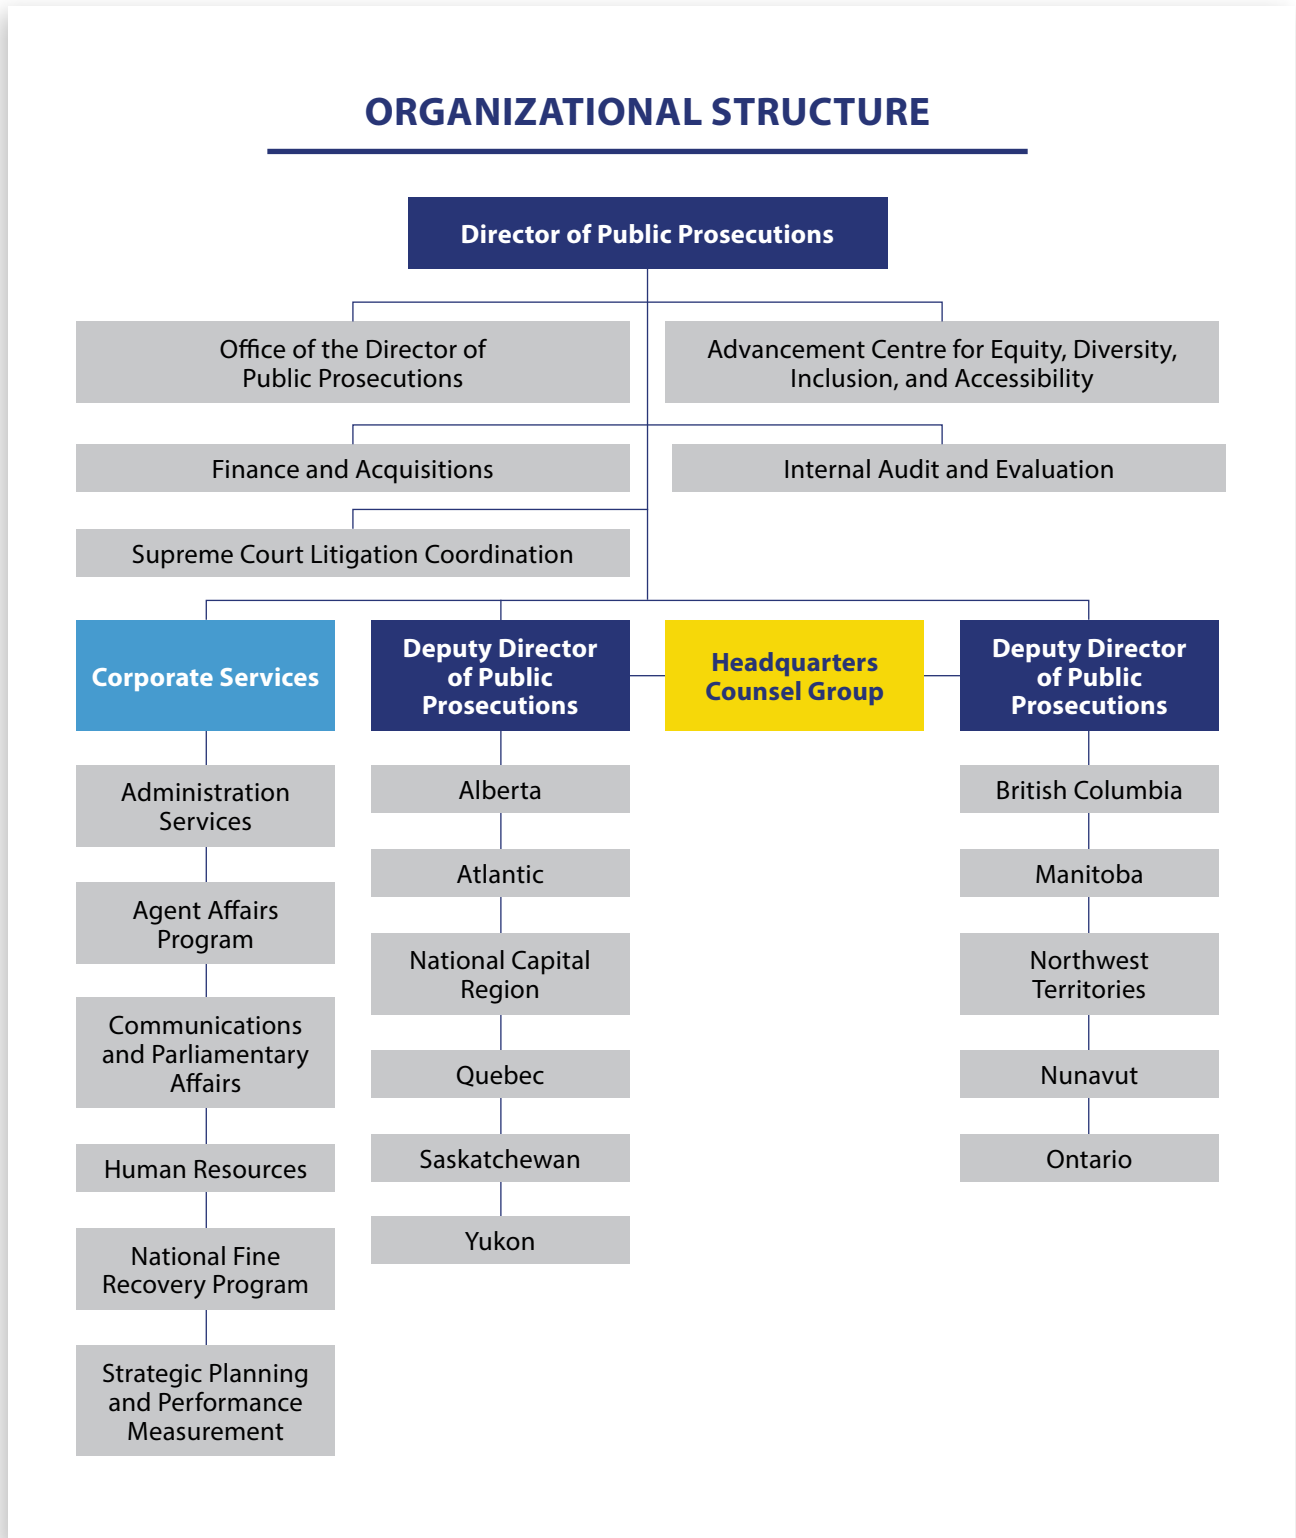 ORGANIZATIONAL STRUCTURE
Director of Public Prosecutions
Office of the Director of
Public Prosecutions
Advancement Centre for Equity, Diversity,
Inclusion, and Accessibility
Finance and Acquisitions
Internal Audit and Evaluation
Supreme Court Litigation Coordination
Corporate Services
Administration
Services
Agent Affairs
Program
Communications
and Parliamentary
Affairs
Human Resources
National Fine
Recovery Program
Strategic Planning
and Performance
Measurement
Deputy Director
of Public
Prosecutions
Alberta
Atlantic
National Capital
Region
Quebec
Saskatchewan
Yukon
Headquarters
Counsel Group
Deputy Director
of Public
Prosecutions
British Columbia
Manitoba
Northwest
Territories
Nunavut
Ontario